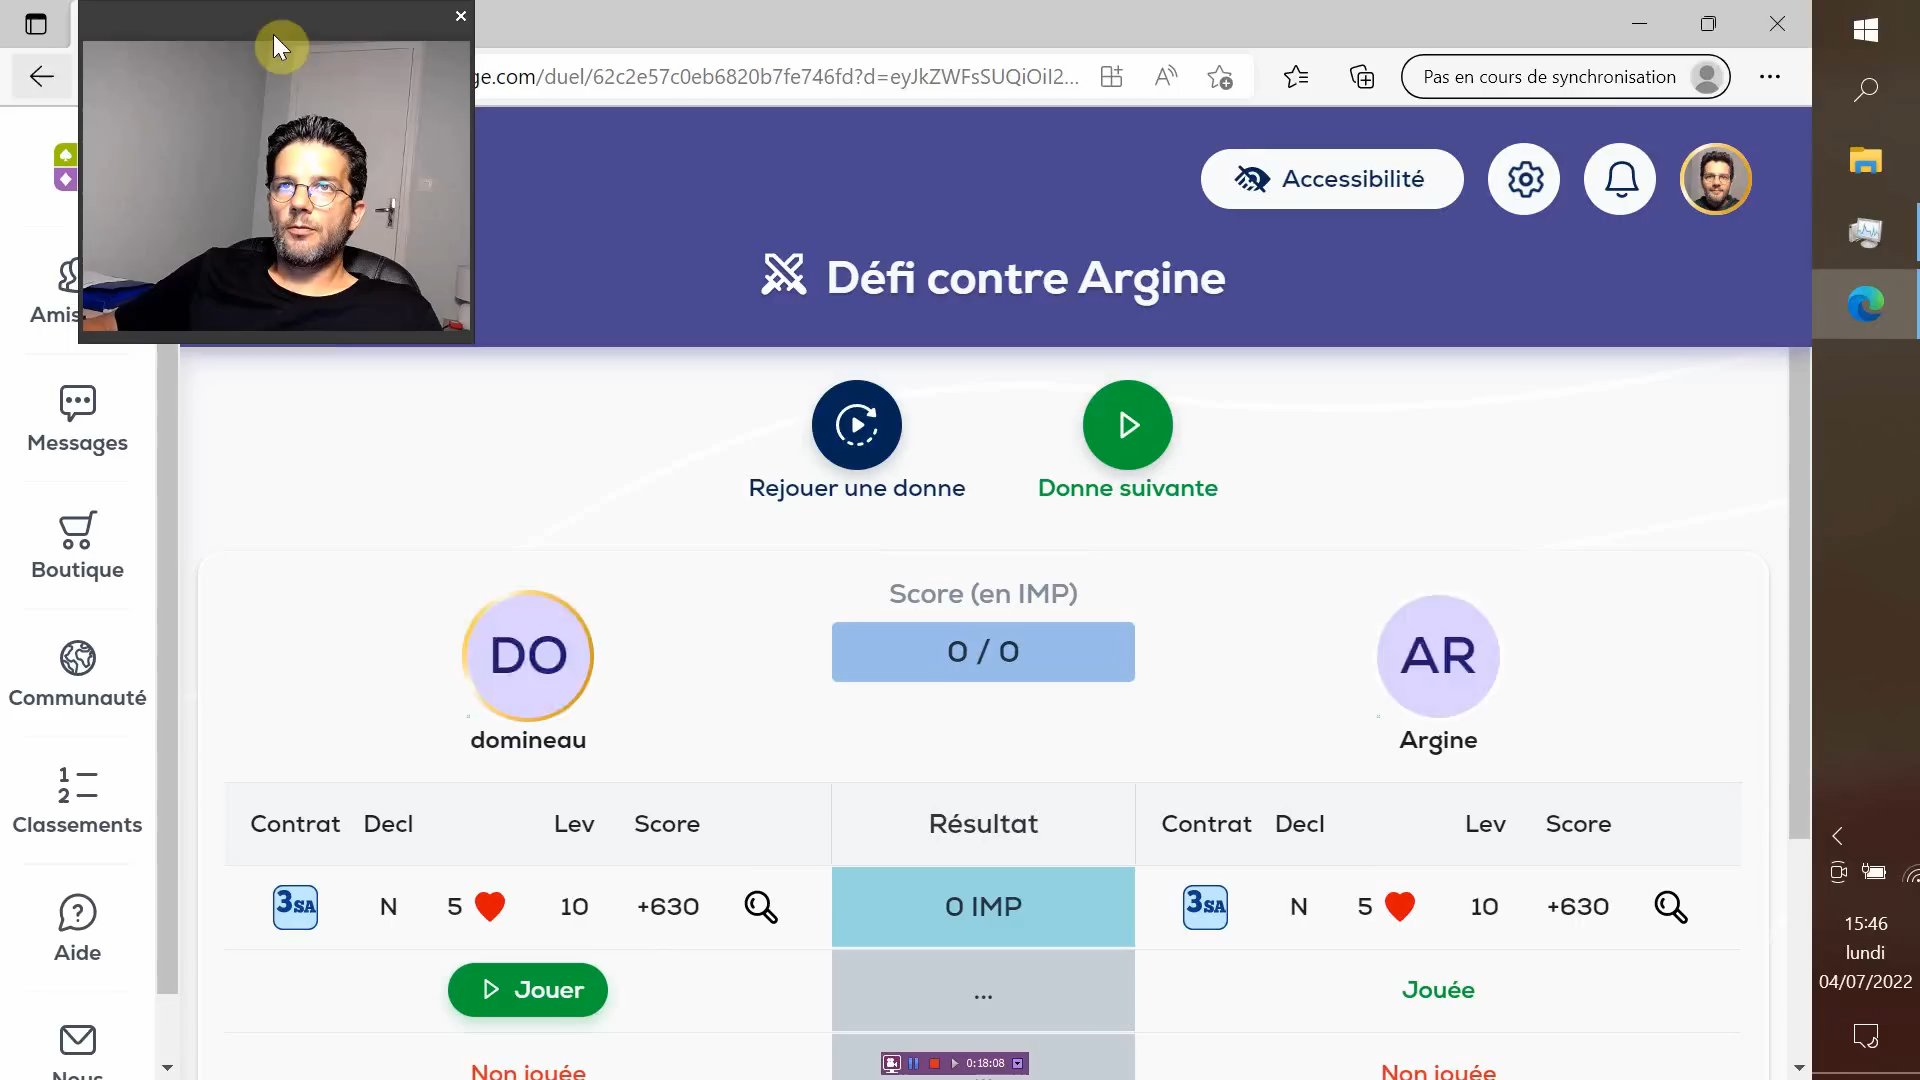 ge.com/duel/62c2e57c0eb6820b7fe746fd?d=eyJkZWFsSUQiOiI2...
Pas en cours de synchronisation
Accessibilité
Défi contre Argine
Amis
Messages
Boutique
Communauté
1
2
Classements
Aide
Nous
Rejouer une donne
Donne suivante
Score (en IMP)
DO
0 / 0
AR
domineau
Argine
Contrat Decl Lev Score Résultat Contrat Decl Lev Score
3SA N 5 10 +630 0 IMP 3SA N 5 10 +630
Jouer ... Jouée
Non jouée Non jouée
0:18:08
15:46
lundi
04/07/2022